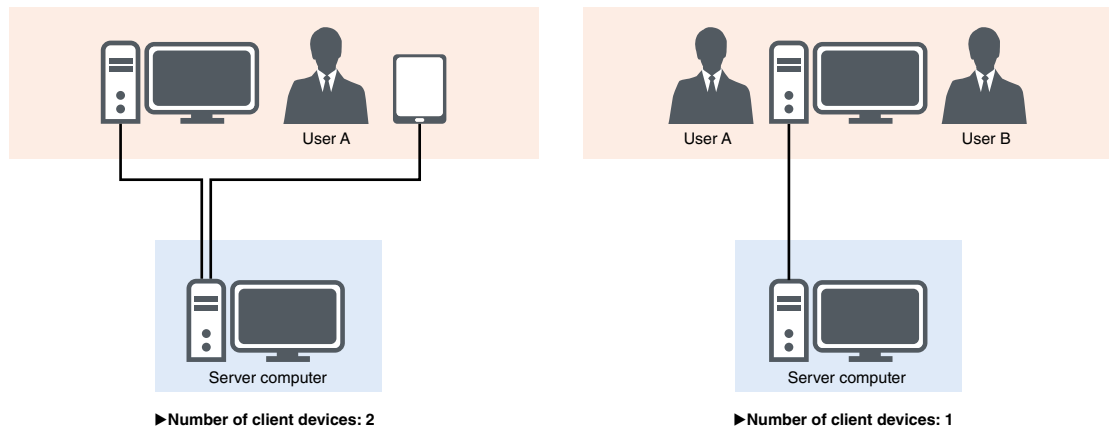 User A
Server computer
▶Number of client devices: 2
User A
User B
Server computer
▶Number of client devices: 1